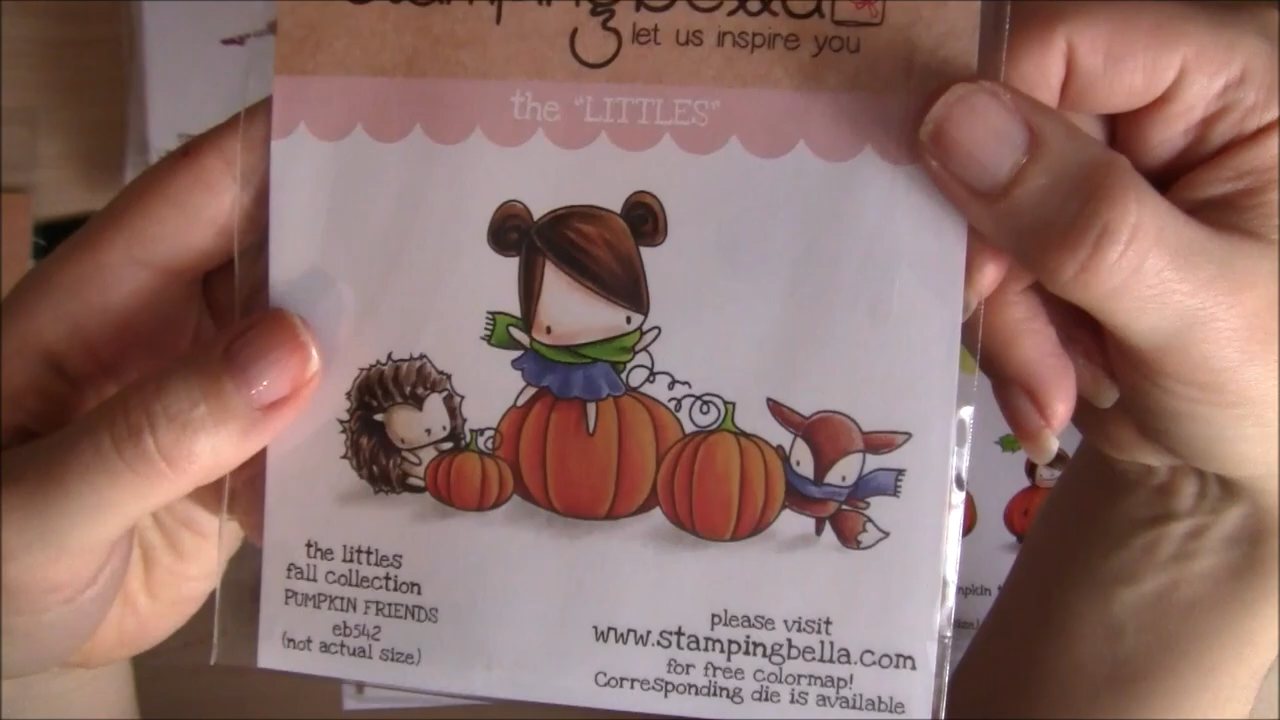 stampingbella
let us inspire you
the "LITTLES"
the littles
fall collection
PUMPKIN FRIENDS
eb542
(not actual size)
please visit
www.stampingbella.com
for free colormap!
Corresponding die is available